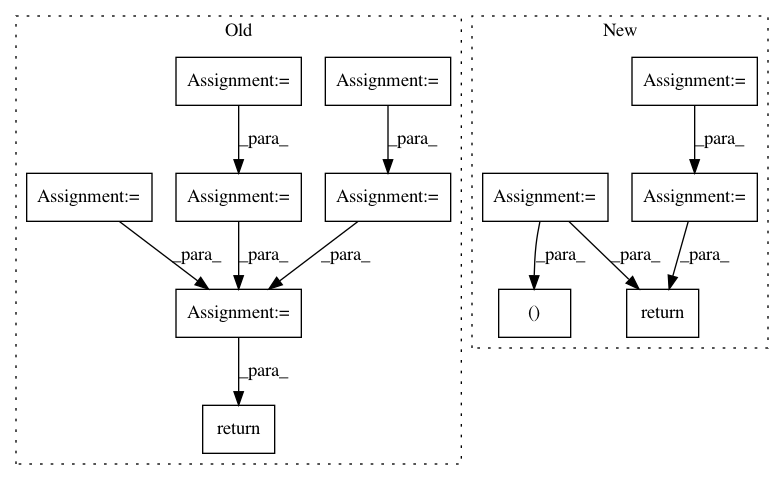 Old
New
Assignment:=
Assignment:=
Assignment:=
_para_
_para_
_para_
Assignment:=
Assignment:=
Assignment:=
Assignment:=
Assignment:=
_para_
_para_
_para_
_para_
_para_
_para_
Assignment:=
()
return
_para_
return